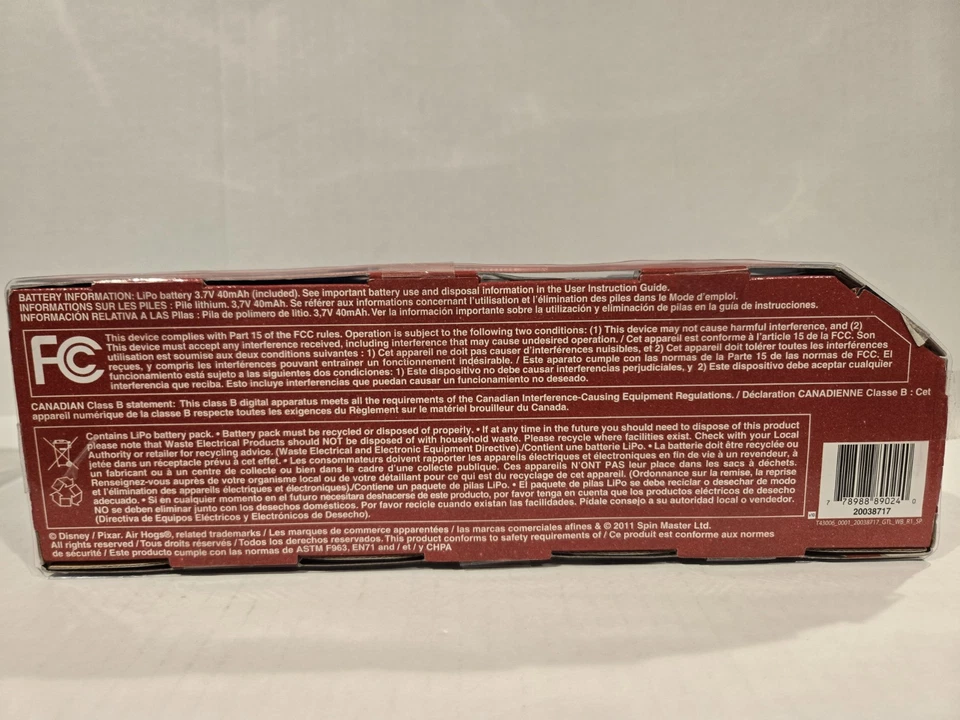 BATTERY INFORMATION: LiPo battery 3.7V 40mAh (included). See important battery use and disposal information in the User Instruction Guide.
INFORMATIONS SUR LES PILES : Pile lithium. 3,7V 40mAh. Se référer aux informations concernant l'utilisation et l'élimination des piles dans le Mode d'emploi.
INFORMACIÓN RELATIVA A LAS PIlas : Pila de polímero de litio. 3,7V 40mAh. Ver la información importante sobre la utilización y eliminación de pilas en la guía de instrucciones.
FC
This device complies with Part 15 of the FCC rules. Operation is subject to the following two conditions: (1) This device may not cause harmful interference, and (2)
This device must accept any interference received, including interference that may cause undesired operation. / Cet appareil est conforme à l'article 15 de la FCC. Son
utilisation est soumise aux deux conditions suivantes : 1) Cet appareil ne doit pas causer d'interférences nuisibles, et 2) Cet appareil doit tolérer toutes les interférences
reçues, y compris les interférences pouvant entraîner un fonctionnement indésirable. / Este aparato cumple con las normas de la Parte 15 de las normas de FCC. El
funcionamiento está sujeto a las siguientes dos condiciones: 1) Este dispositivo no debe causar interferencias perjudiciales, y 2) Este dispositivo debe aceptar cualquier
interferencia que reciba. Esto incluye interferencias que puedan causar un funcionamiento no deseado.
CANADIAN Class B statement: This class B digital apparatus meets all the requirements of the Canadian Interference-Causing Equipment Regulations. / Déclaration CANADIENNE Classe B : Cet
appareil numérique de la classe B respecte toutes les exigences du Règlement sur le matériel brouilleur du Canada.
Contains LiPo battery pack. • Battery pack must be recycled or disposed of properly. • If at any time in the future you should need to dispose of this product
please note that Waste Electrical Products should NOT be disposed of with household waste. Please recycle where facilities exist. Check with your Local
Authority or retailer for recycling advice. (Waste Electrical and Electronic Equipment Directive)./Contient une batterie LiPo. • La batterie doit être recyclée ou
jetée dans un réceptacle prévu à cet effet. • Les consommateurs doivent rapporter les appareils électriques et électroniques en fin de vie à un revendeur, à
un fabricant ou à un centre de collecte ou bien dans le cadre d'une collecte publique. Ces appareils N'ONT PAS leur place dans les sacs à déchets.
Renseignez-vous auprès de votre organisme local ou de votre détaillant pour ce qui est du recyclage de cet appareil. (Ordonnance sur la remise, la reprise
et l'élimination des appareils électriques et électroniques)./Contiene un paquete de pilas LiPo. • El paquete de pilas LiPo se debe reciclar o desechar de modo
adecuado. • Si en cualquier momento en el futuro necesitara deshacerse de este producto, por favor tenga en cuenta que los productos eléctricos de desecho
NO se deben eliminar junto con los desechos domésticos. Por favor recicle cuando existan las facilidades. Pídale consejo a su autoridad local o vendedor.
(Directiva de Equipos Eléctricos y Electrónicos de Desecho).
7 78988 89024 0
20038717
T43006_0001_20038717_GTL_WB_R1_SP
© Disney / Pixar. Air Hogs®, related trademarks / Les marques de commerce apparentées / las marcas comerciales afines & © 2011 Spin Master Ltd.
All rights reserved / Tous droits réservés / Todos los derechos reservados. This product conforms to safety requirements of / Ce produit est conforme aux normes
de sécurité / Este producto cumple con las normas de ASTM F963, EN71 and / et / y CHPA